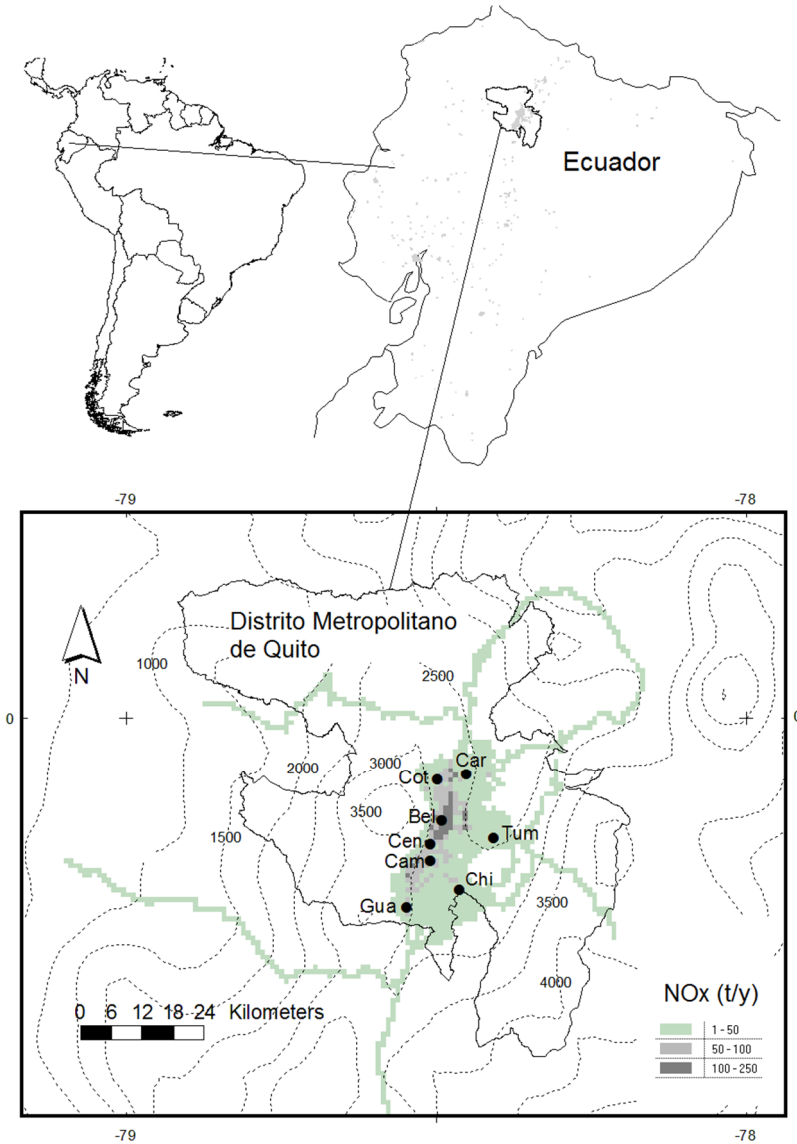 Ecuador
-79
-78
Distrito Metropolitano
de Quito
N
1000
2500
0
0
2000
3000
Car
Cot
3500
Bel
1500
Tum
Cen
Cam
Chi
Gua
3500
4000
0 6 12 18 24 Kilometers
NOx (t/y)
1 - 50
50 - 100
100 - 250
-79
-78